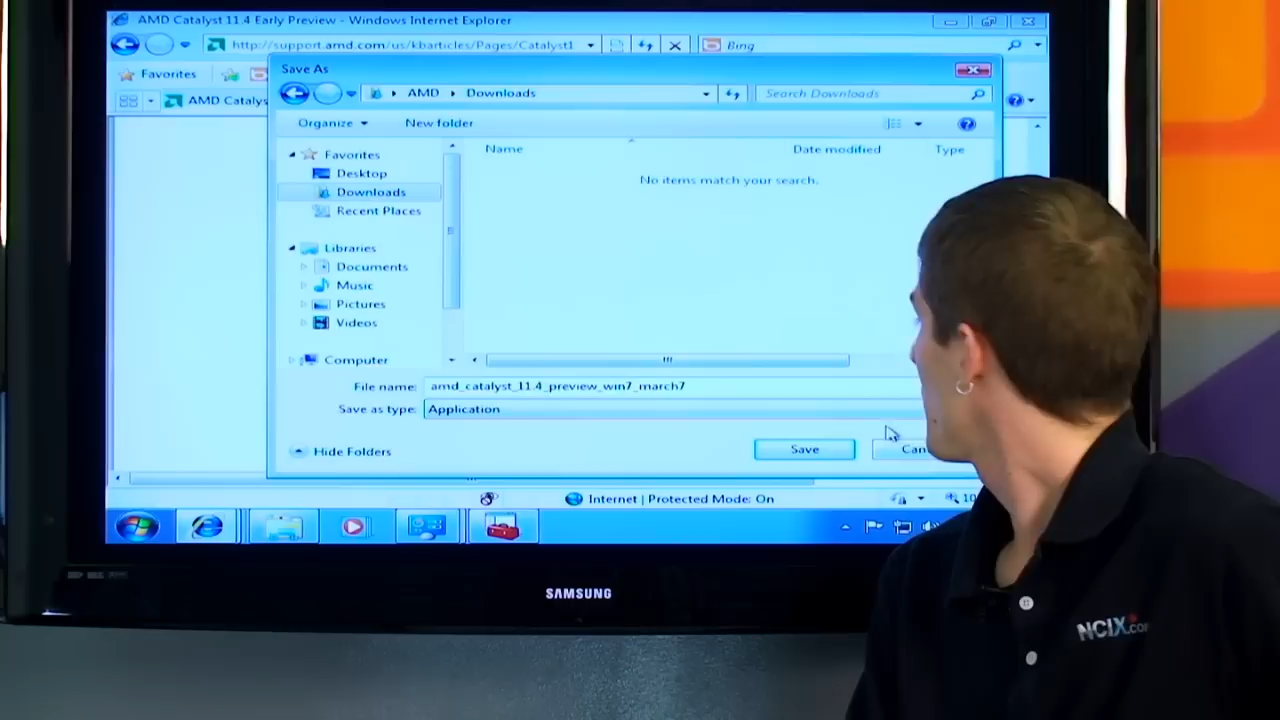 AMD Catalyst 11.4 Early Preview - Windows Internet Explorer
http://support.amd.com/us/kbarticles/Pages/Catalyst1
Bing
Favorites
AMD Catalys
Save As
AMD
Downloads
Search Downloads
Organize
New folder
Name
Date modified
Type
No items match your search.
Favorites
Desktop
Downloads
Recent Places
Libraries
Documents
Music
Pictures
Videos
Computer
File name: amd_catalyst_11.4_preview_win7_march7
Save as type: Application
Hide Folders
Save
Can
Internet | Protected Mode: On
10
SAMSUNG
NCIX.co